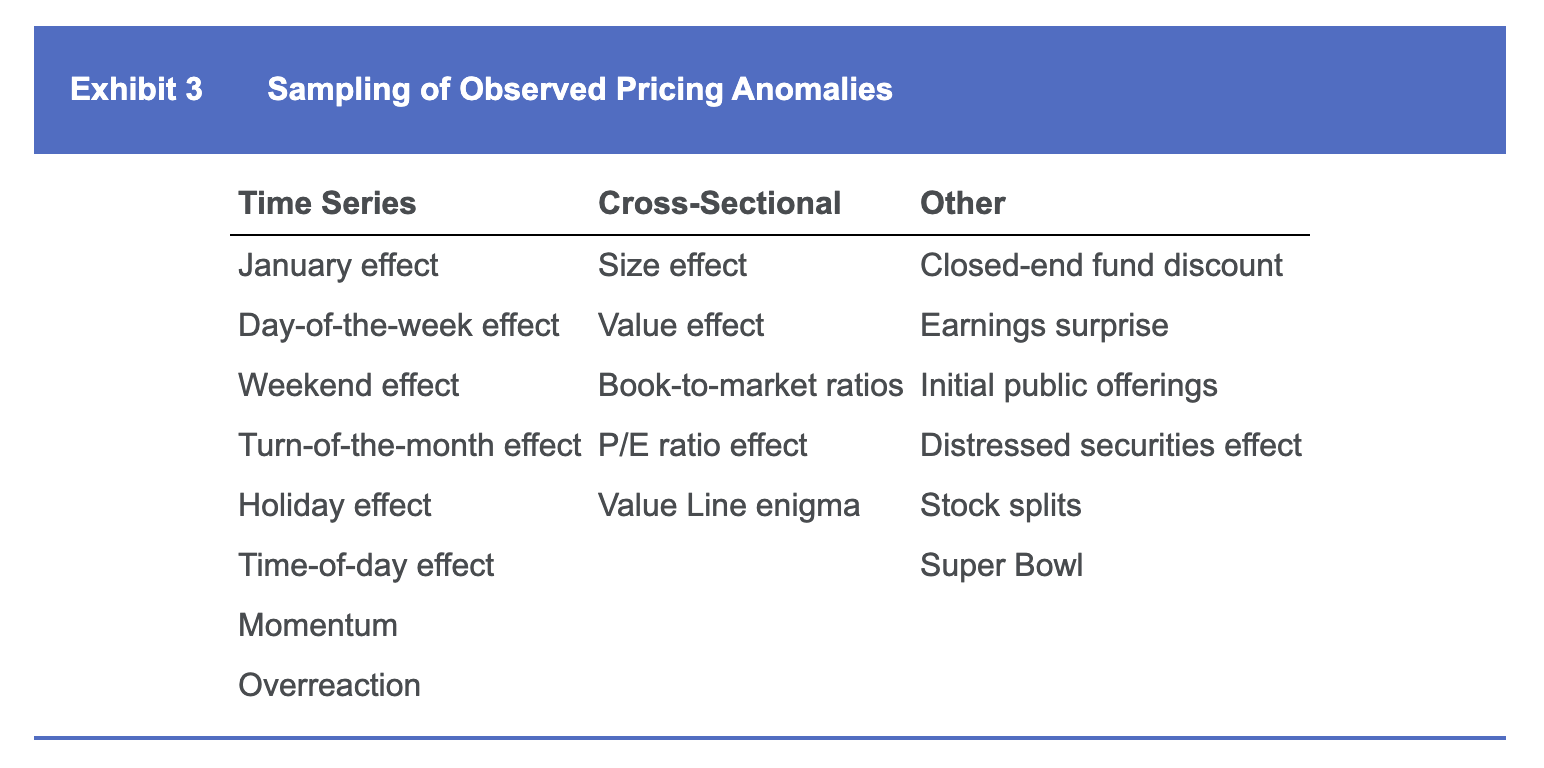 Exhibit 3 Sampling of Observed Pricing Anomalies
Time Series Cross-Sectional Other
January effect Size effect Closed-end fund discount
Day-of-the-week effect Value effect Earnings surprise
Weekend effect Book-to-market ratios Initial public offerings
Turn-of-the-month effect P/E ratio effect Distressed securities effect
Holiday effect Value Line enigma Stock splits
Time-of-day effect Super Bowl
Momentum
Overreaction